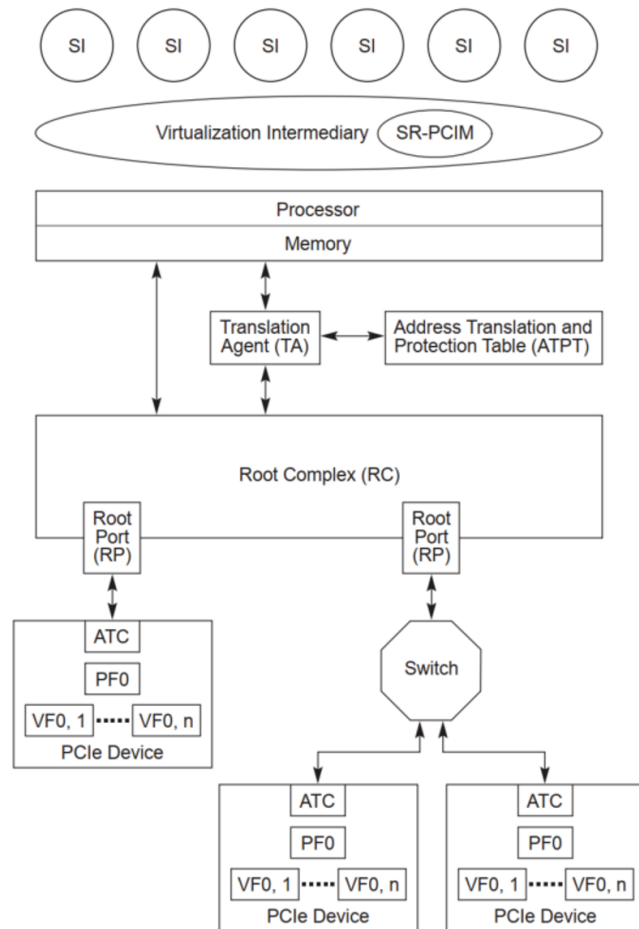 SI SI SI SI SI SI
Virtualization Intermediary SR-PCIM
Processor
Memory
Translation
Agent (TA)
Address Translation and
Protection Table (ATPT)
Root Complex (RC)
Root
Port
(RP)
Root
Port
(RP)
ATC
PF0
VF0, 1 VF0, n
PCIe Device
Switch
ATC
PF0
VF0, 1 VF0, n
PCIe Device
ATC
PF0
VF0, 1 VF0, n
PCIe Device